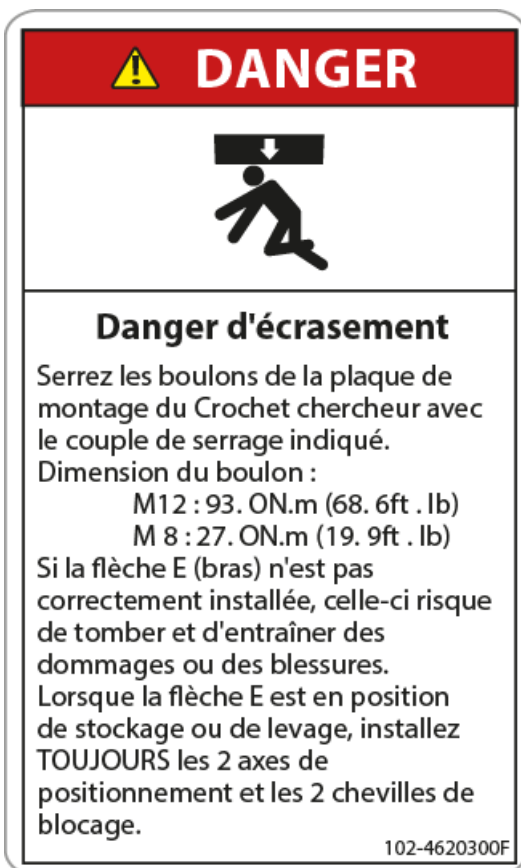 DANGER
Danger d'écrasement
Serrez les boulons de la plaque de
montage du Crochet chercheur avec
le couple de serrage indiqué.
Dimension du boulon :
M12 : 93. ON.m (68. 6ft . lb)
M 8 : 27. ON.m (19. 9ft . lb)
Si la flèche E (bras) n'est pas
correctement installée, celle-ci risque
de tomber et d'entraîner des
dommages ou des blessures.
Lorsque la flèche E est en position
de stockage ou de levage, installez
TOUJOURS les 2 axes de
positionnement et les 2 chevilles de
blocage.
102-4620300F